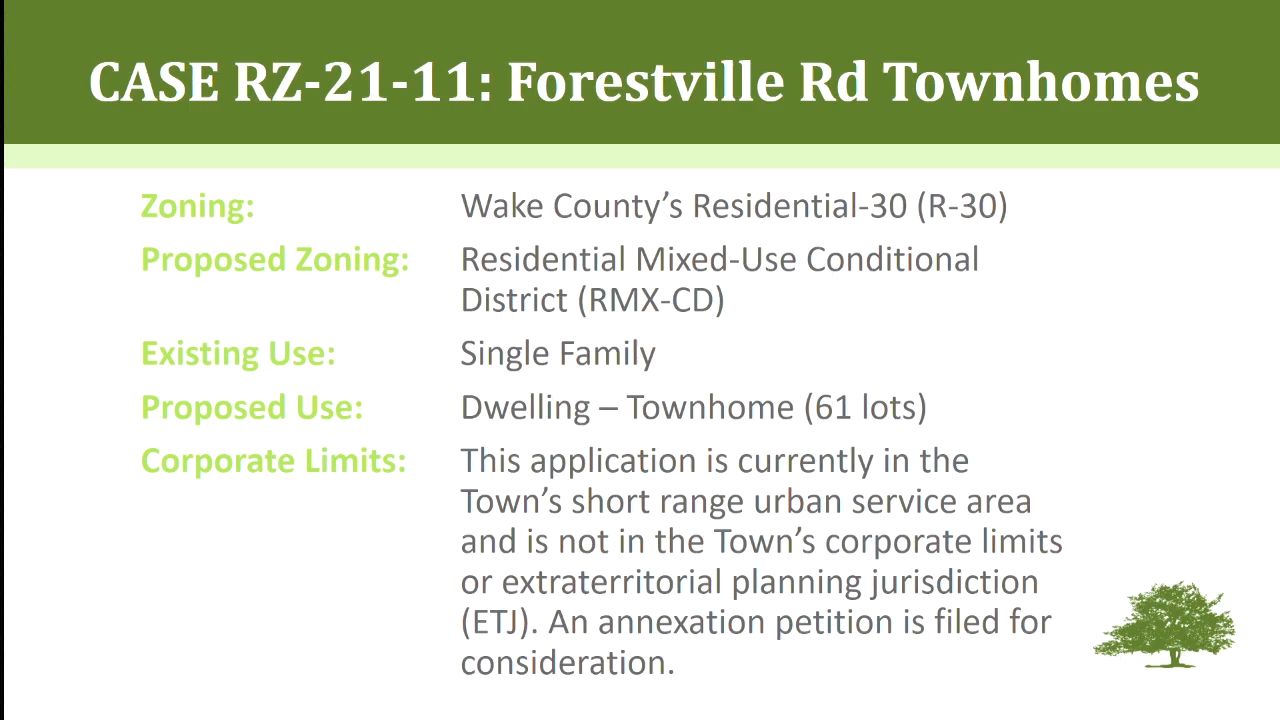 CASE RZ-21-11: Forestville Rd Townhomes
Zoning: Wake County’s Residential-30 (R-30)
Proposed Zoning: Residential Mixed-Use Conditional
District (RMX-CD)
Existing Use: Single Family
Proposed Use: Dwelling – Townhome (61 lots)
Corporate Limits: This application is currently in the
Town’s short range urban service area
and is not in the Town’s corporate limits
or extraterritorial planning jurisdiction
(ETJ). An annexation petition is filed for
consideration.